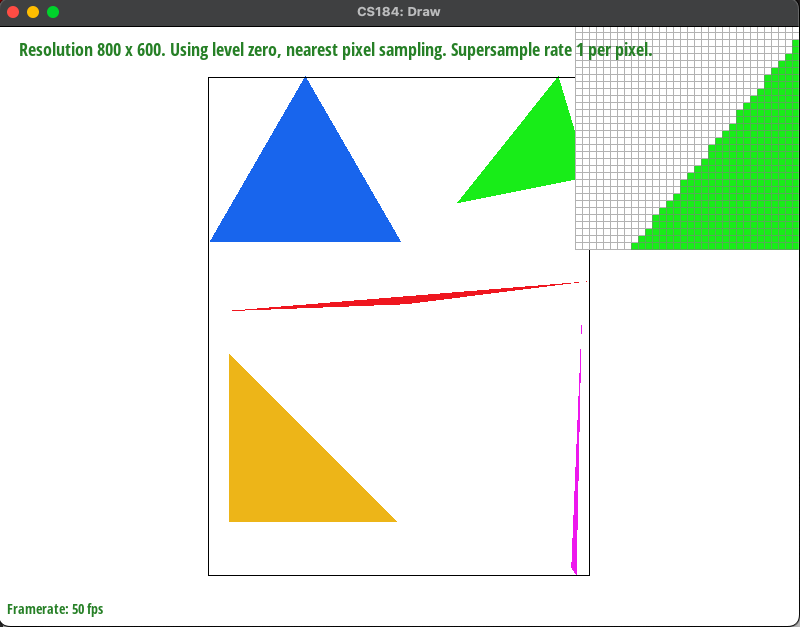 CS184: Draw
Resolution 800 x 600. Using level zero, nearest pixel sampling. Supersample rate 1 per pixel.
Framerate: 50 fps